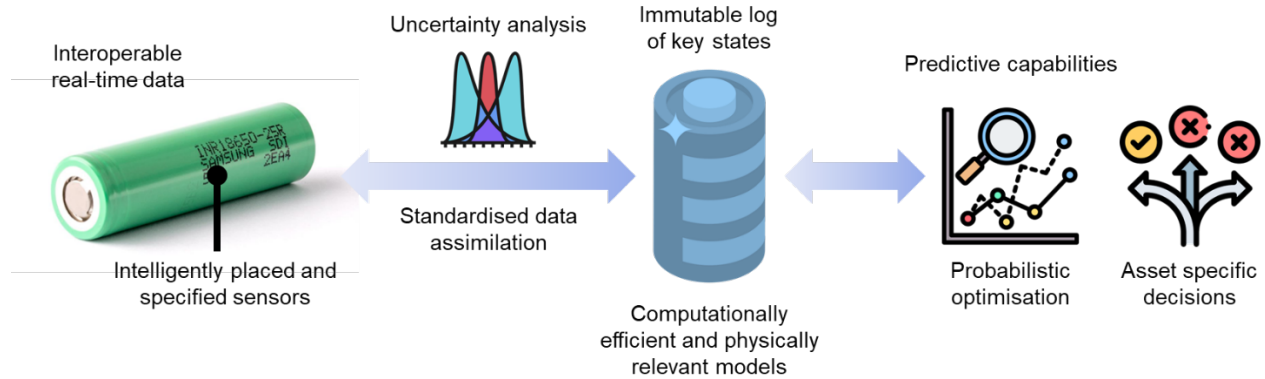 Interoperable
real-time data
INR18650-25R
SAMSUNG SDI
2EA4
Intelligently placed and
specified sensors
Uncertainty analysis
Standardised data
assimilation
Immutable log
of key states
Computationally
efficient and physically
relevant models
Predictive capabilities
Probabilistic
optimisation
Asset specific
decisions